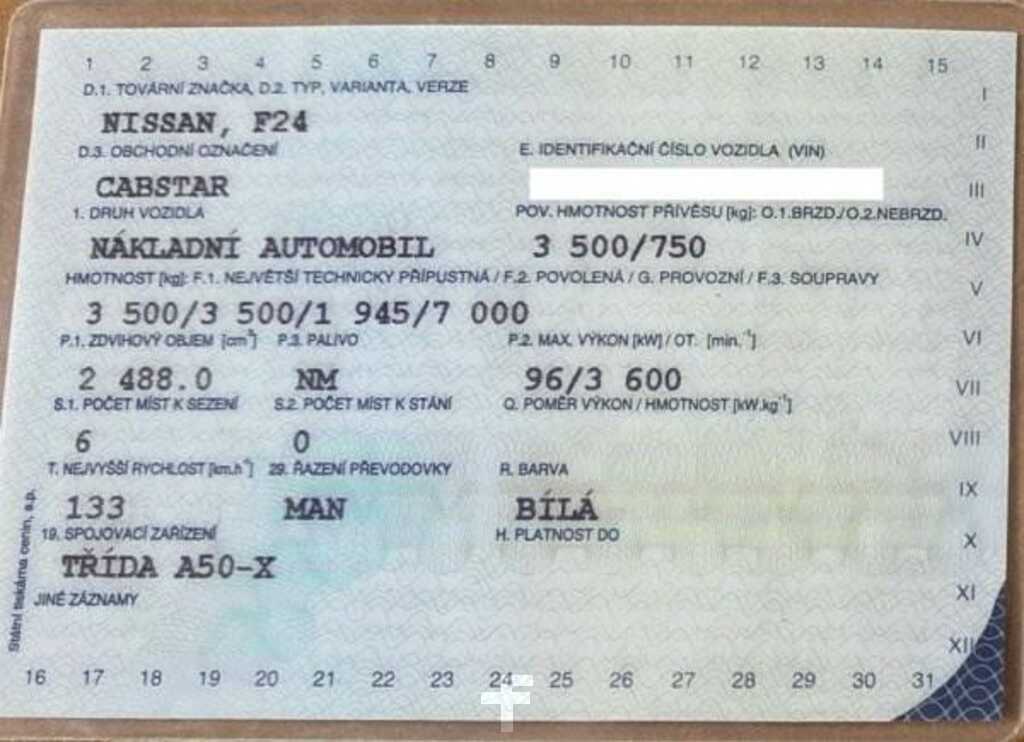 1 2 3 4 5 6 7 8 9 10 11 12 13 14 15
D.1. TOVÁRNÍ ZNAČKA, D.2. TYP, VARIANTA, VERZE
I
NISSAN, F24
D.3. OBCHODNÍ OZNAČENÍ E. IDENTIFIKAČNÍ ČÍSLO VOZIDLA (VIN)
II
CABSTAR
III
1. DRUH VOZIDLA POV. HMOTNOST PŘÍVĚSU [kg]: O.1.BRZD./O.2.NEBRZD.
NÁKLADNÍ AUTOMOBIL 3 500/750
IV
HMOTNOST [kg]: F.1. NEJVĚTŠÍ TECHNICKY PŘÍPUSTNÁ / F.2. POVOLENÁ / G. PROVOZNÍ / F.3. SOUPRAVY
V
3 500/3 500/1 945/7 000
P.1. ZDVIHOVÝ OBJEM [cm³] P.3. PALIVO P.2. MAX. VÝKON [kW] / OT. [min.⁻¹]
VI
2 488.0 NM 96/3 600
VII
S.1. POČET MÍST K SEZENÍ S.2. POČET MÍST K STÁNÍ Q. POMĚR VÝKON / HMOTNOST [kW.kg⁻¹]
6 0
VIII
T. NEJVYŠŠÍ RYCHLOST [km.h⁻¹] 29. ŘAZENÍ PŘEVODOVKY R. BARVA
IX
133 MAN BÍLÁ
19. SPOJOVACÍ ZAŘÍZENÍ H. PLATNOST DO
X
TŘÍDA A50-X
XI
JINÉ ZÁZNAMY
XII
16 17 18 19 20 21 22 23 24 25 26 27 28 29 30 31
Státní tiskárna cenin, s.p.